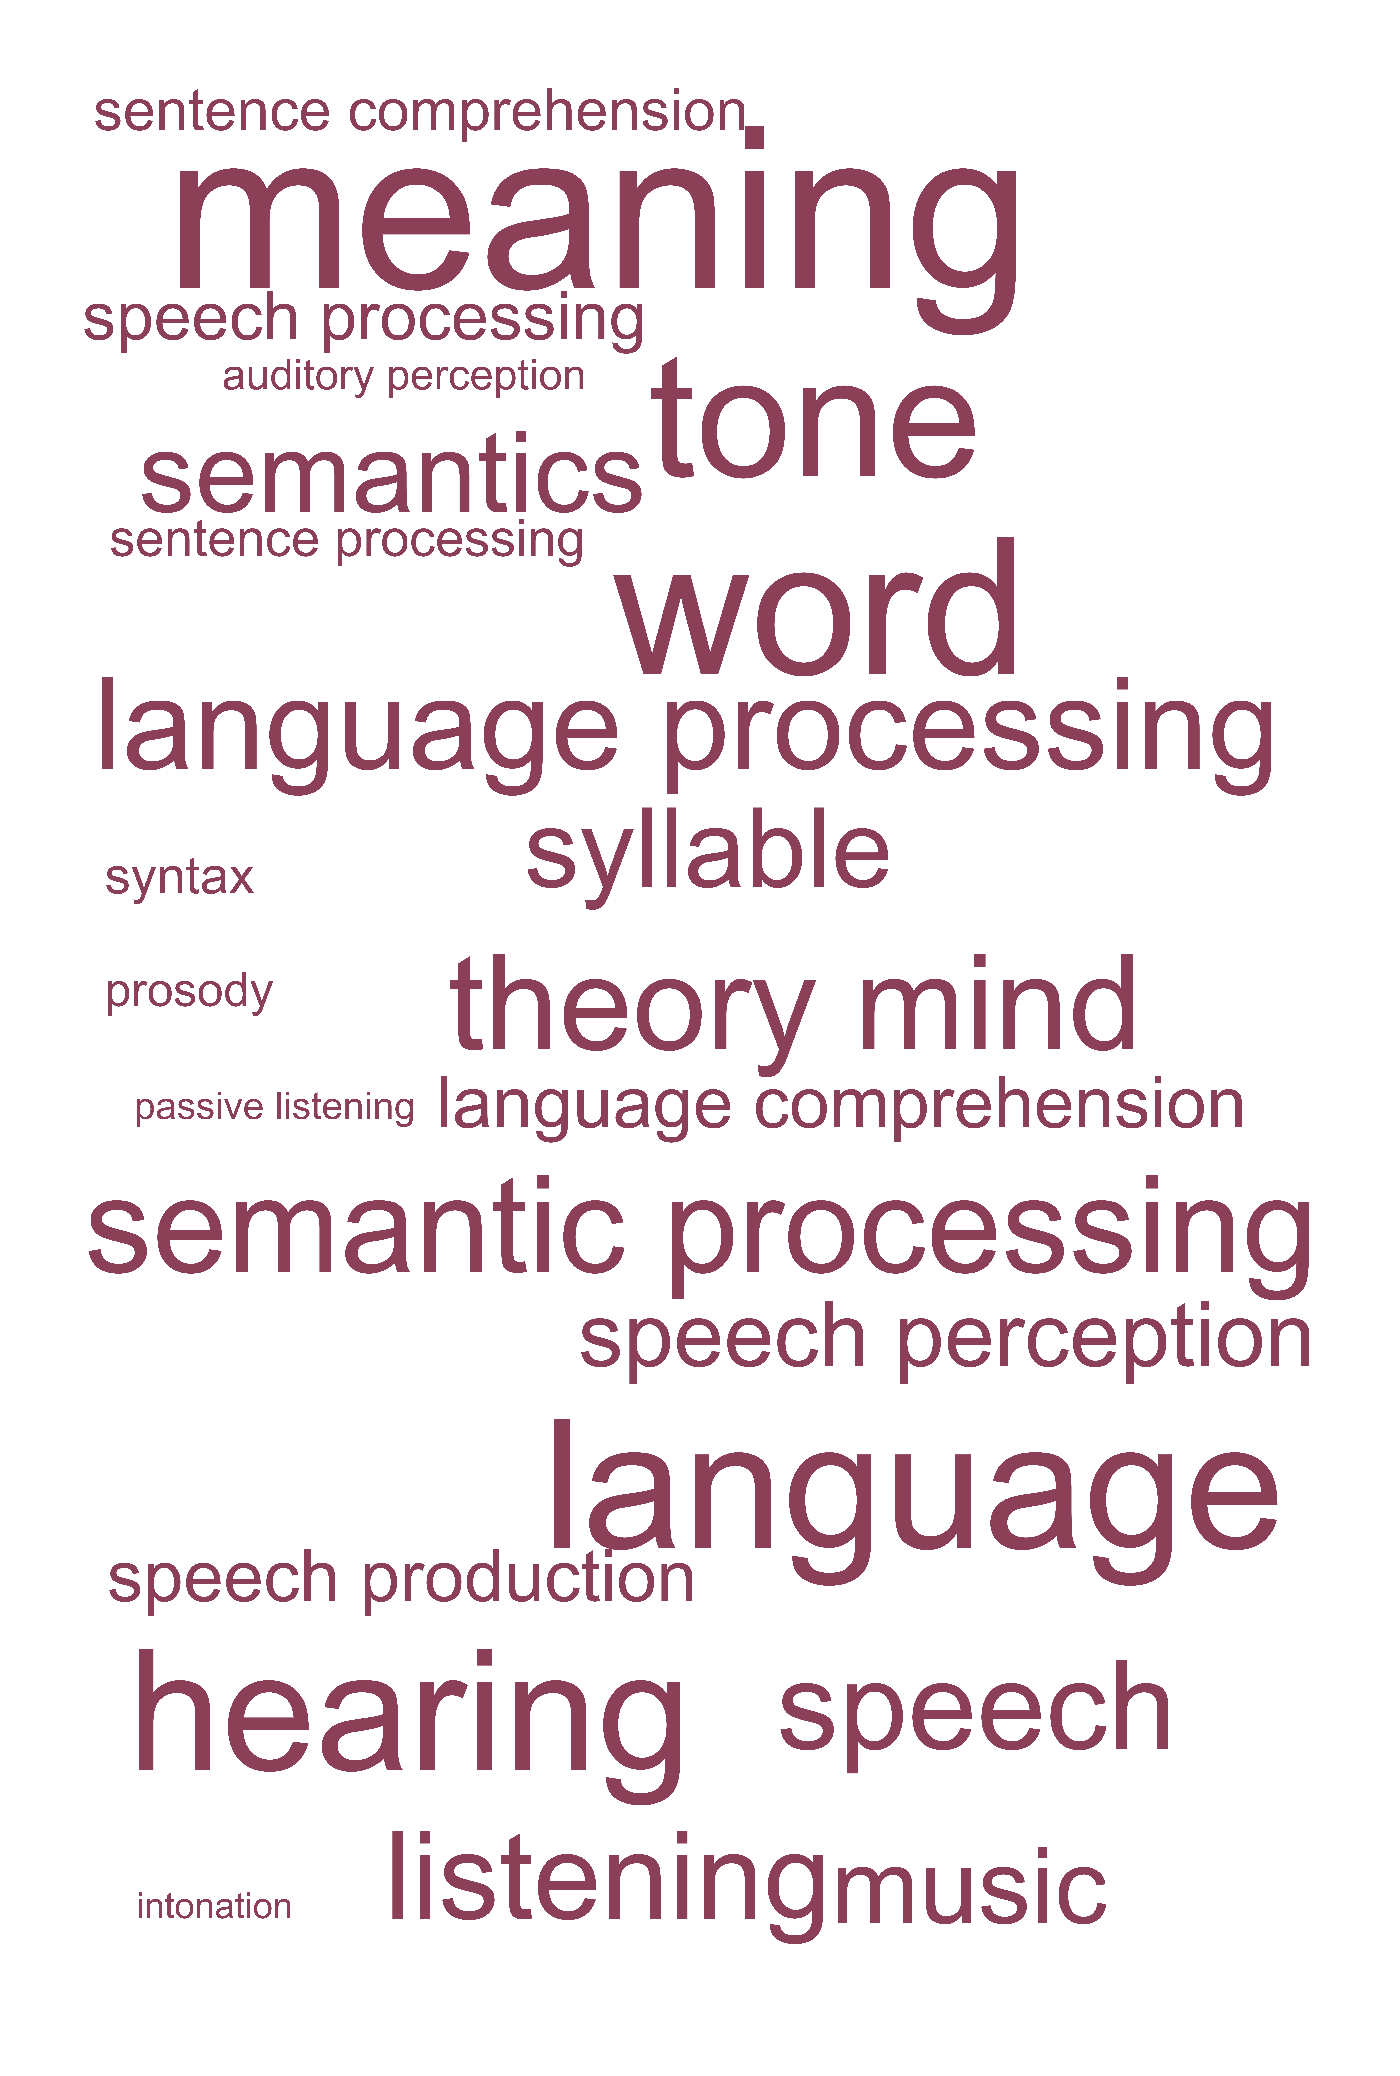 sentence comprehension
meaning
speech processing
auditory perception
tone
semantics
sentence processing
word
language processing
syllable
syntax
theory mind
prosody
language comprehension
passive listening
semantic processing
speech perception
language
speech production
hearing
speech
listening
music
intonation